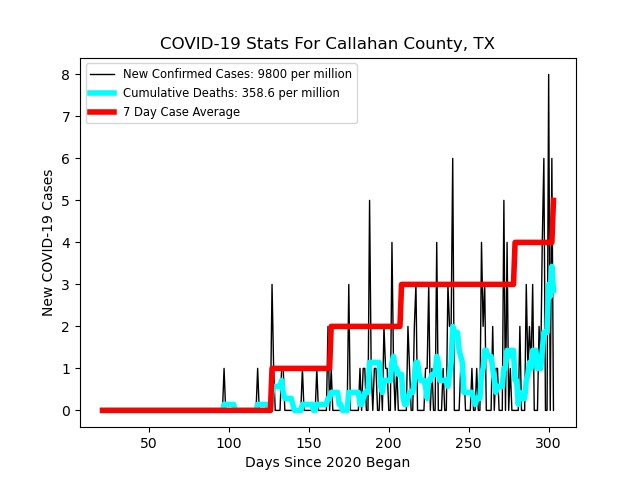 COVID-19 Stats For Callahan County, TX
New Confirmed Cases: 9800 per million
Cumulative Deaths: 358.6 per million
7 Day Case Average
New COVID-19 Cases
8
7
6
5
4
3
2
1
0
50 100 150 200 250 300
Days Since 2020 Began